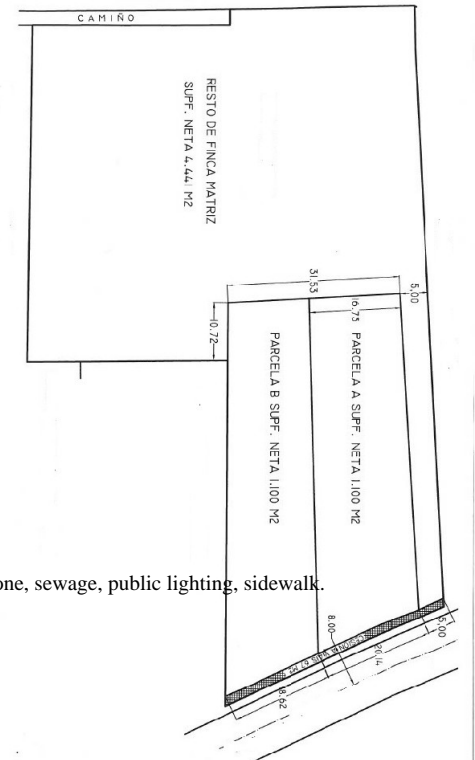 CAMIÑO
RESTO DE FINCA MATRIZ
SUPF. NETA 4.441 M2
5,00
31,53
16,73
10,72
PARCELA A SUPF. NETA 1.100 M2
PARCELA B SUPF. NETA 1.100 M2
one, sewage, public lighting, sidewalk.
5,00
8.00
20,14
18,62